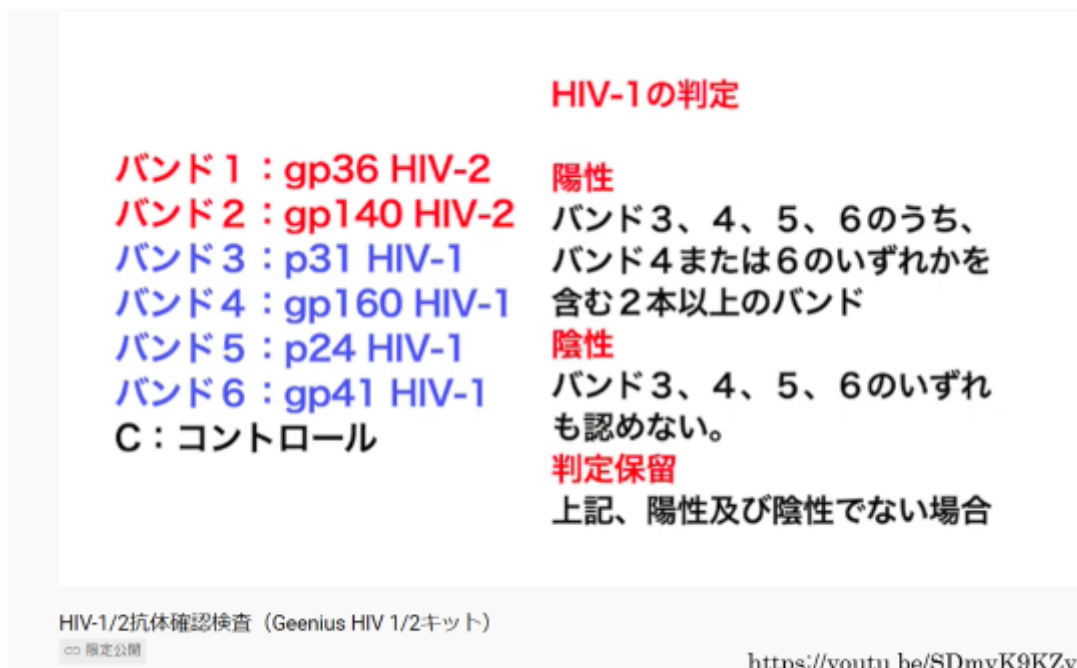 バンド1：gp36 HIV-2
バンド2：gp140 HIV-2
バンド3：p31 HIV-1
バンド4：gp160 HIV-1
バンド5：p24 HIV-1
バンド6：gp41 HIV-1
C：コントロール
HIV-1の判定
陽性
バンド3、4、5、6のうち、
バンド4または6のいずれかを
含む2本以上のバンド
陰性
バンド3、4、5、6のいずれ
も認めない。
判定保留
上記、陽性及び陰性でない場合
HIV-1/2抗体確認検査（Geenius HIV 1/2キット）
限定公開
https://youtu.be/SDmyK9KZv